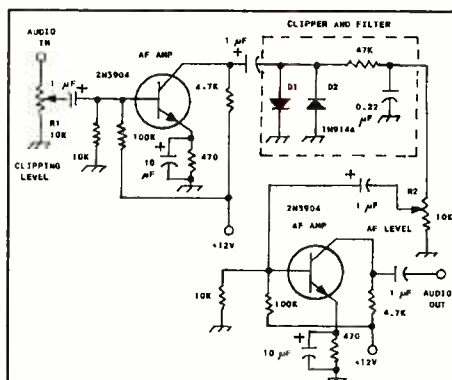 CLIPPER AND FILTER
AUDIO IN
AF AMP
1 µF
47K
1 µF
2N3904
4.7K
D1
D2
0.22 µF
R1 10K
100K
1N914A
CLIPPING LEVEL
10K
10 µF
470
2N3904
AF AMP
1 µF
R2
+12V
AF LEVEL
10K
10K
100K
1 µF
AUDIO OUT
4.7K
10 µF
470
+12V